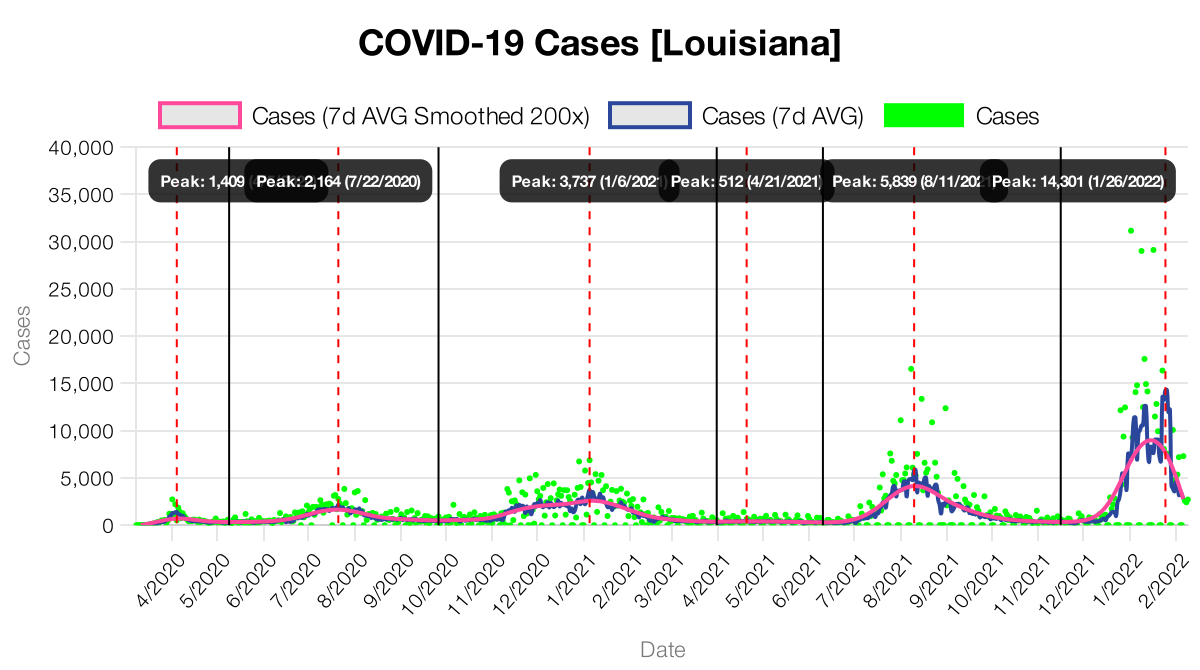 COVID-19 Cases [Louisiana]
Cases (7d AVG Smoothed 200x) Cases (7d AVG) Cases
40,000
35,000
30,000
25,000
20,000
15,000
10,000
5,000
0
Peak: 1,409 Peak: 2,164 (7/22/2020) Peak: 3,737 (1/6/2021) Peak: 512 (4/21/2021) Peak: 5,839 (8/11/2021 Peak: 14,301 (1/26/2022)
Cases
4/2020 5/2020 6/2020 7/2020 8/2020 9/2020 10/2020 11/2020 12/2020 1/2021 2/2021 3/2021 4/2021 5/2021 6/2021 7/2021 8/2021 9/2021 10/2021 11/2021 12/2021 1/2022 2/2022
Date